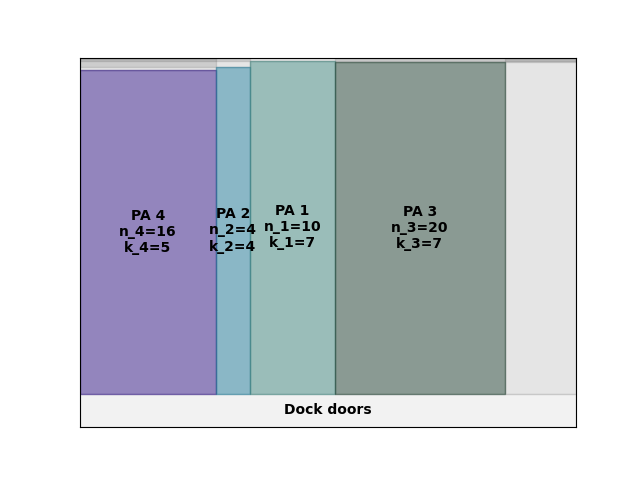 PA 4
n_4=16
k_4=5
PA 2
n_2=4
k_2=4
PA 1
n_1=10
k_1=7
PA 3
n_3=20
k_3=7
Dock doors